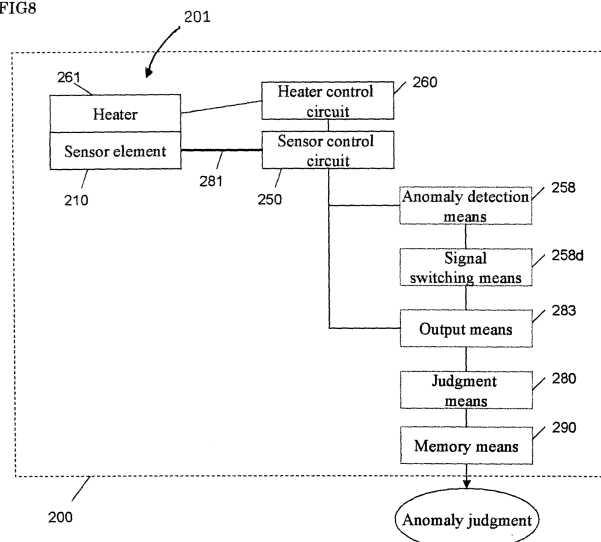 FIG8
201
261
Heater
Sensor element
210
281
Heater control
circuit
260
Sensor control
circuit
250
Anomaly detection
means
258
Signal
switching means
258d
Output means
283
Judgment
means
280
Memory means
290
200
Anomaly judgment